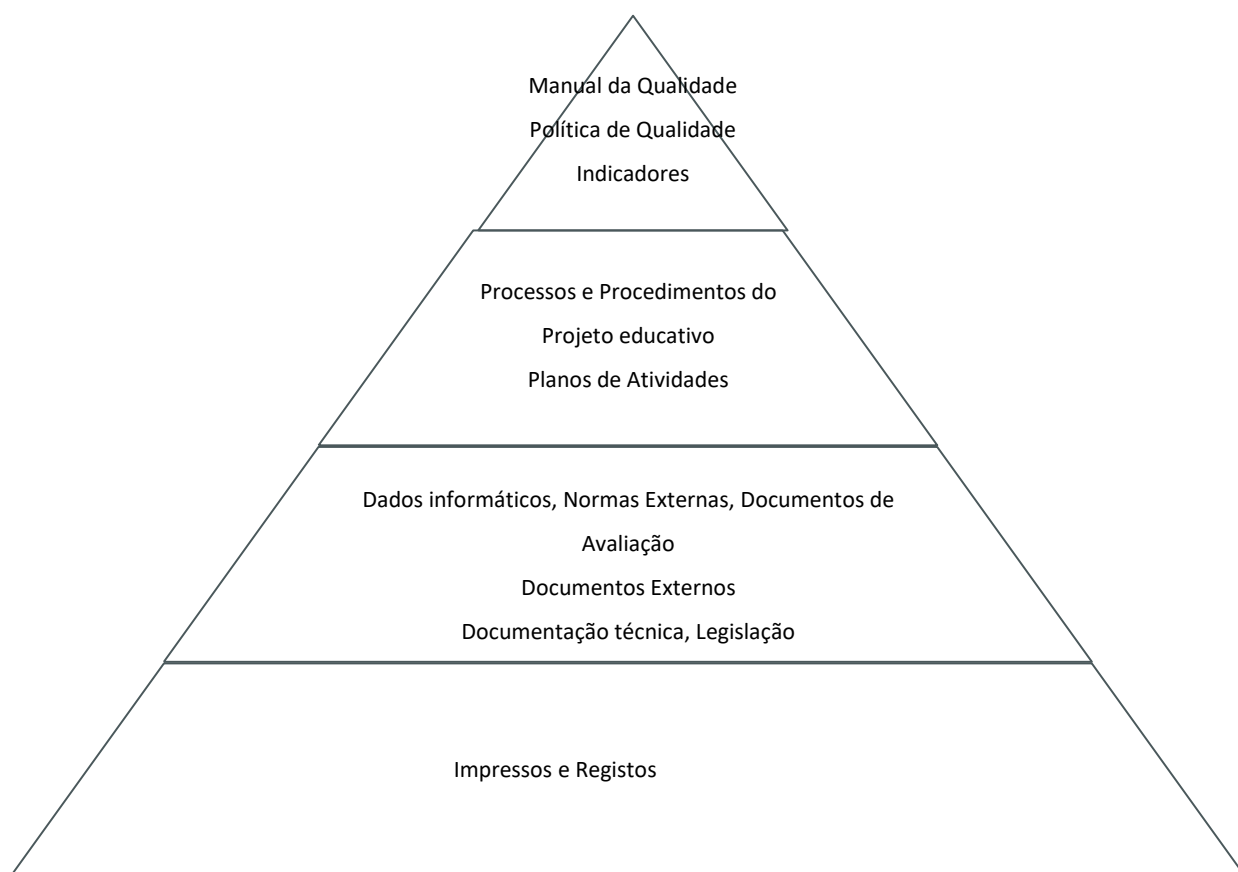 Manual da Qualidade
Política de Qualidade
Indicadores
Processos e Procedimentos do
Projeto educativo
Planos de Atividades
Dados informáticos, Normas Externas, Documentos de
Avaliação
Documentos Externos
Documentação técnica, Legislação
Impressos e Registos